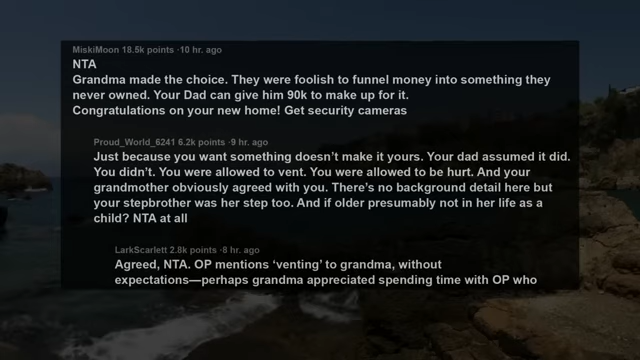 MiskiMoon 18.5k points ·10 hr. ago
NTA
Grandma made the choice. They were foolish to funnel money into something they
never owned. Your Dad can give him 90k to make up for it.
Congratulations on your new home! Get security cameras
Proud_World_6241 6.2k points ·9 hr. ago
Just because you want something doesn’t make it yours. Your dad assumed it did.
You didn’t. You were allowed to vent. You were allowed to be hurt. And your
grandmother obviously agreed with you. There’s no background detail here but
your stepbrother was her step too. And if older presumably not in her life as a
child? NTA at all
LarkScarlett 2.8k points ·8 hr. ago
Agreed, NTA. OP mentions ‘venting’ to grandma, without
expectations—perhaps grandma appreciated spending time with OP who